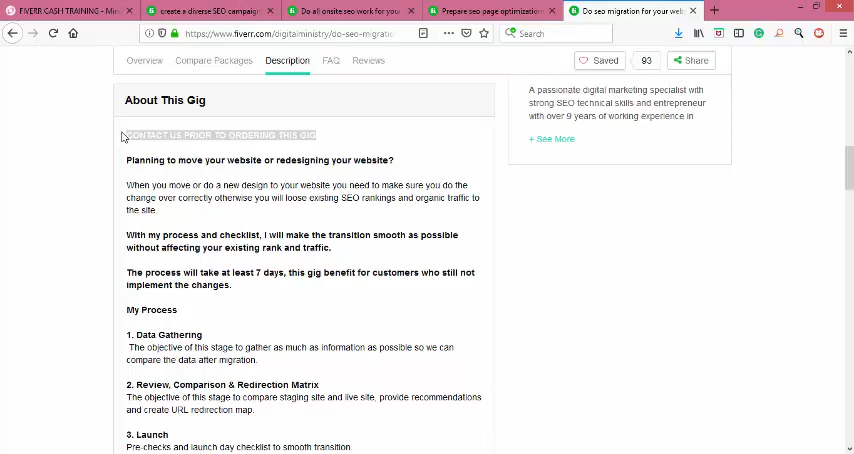 FIVERR CASH TRAINING - Min
create a diverse SEO campaign
Do all onsite seo work for you
Prepare seo page optimization
Do seo migration for your webs
https://www.fiverr.com/digitalministry/do-seo-migratio
Search
Overview
Compare Packages
Description
FAQ
Reviews
Saved
93
Share
About This Gig
CONTACT US PRIOR TO ORDERING THIS GIG
Planning to move your website or redesigning your website?
When you move or do a new design to your website you need to make sure you do the
change over correctly otherwise you will loose existing SEO rankings and organic traffic to
the site.
With my process and checklist, I will make the transition smooth as possible
without affecting your existing rank and traffic.
The process will take at least 7 days, this gig benefit for customers who still not
implement the changes.
My Process
1. Data Gathering
The objective of this stage to gather as much as information as possible so we can
compare the data after migration.
2. Review, Comparison & Redirection Matrix
The objective of this stage to compare staging site and live site, provide recommendations
and create URL redirection map.
3. Launch
Pre-checks and launch day checklist to smooth transition.
A passionate digital marketing specialist with
strong SEO technical skills and entrepreneur
with over 9 years of working experience in
+ See More